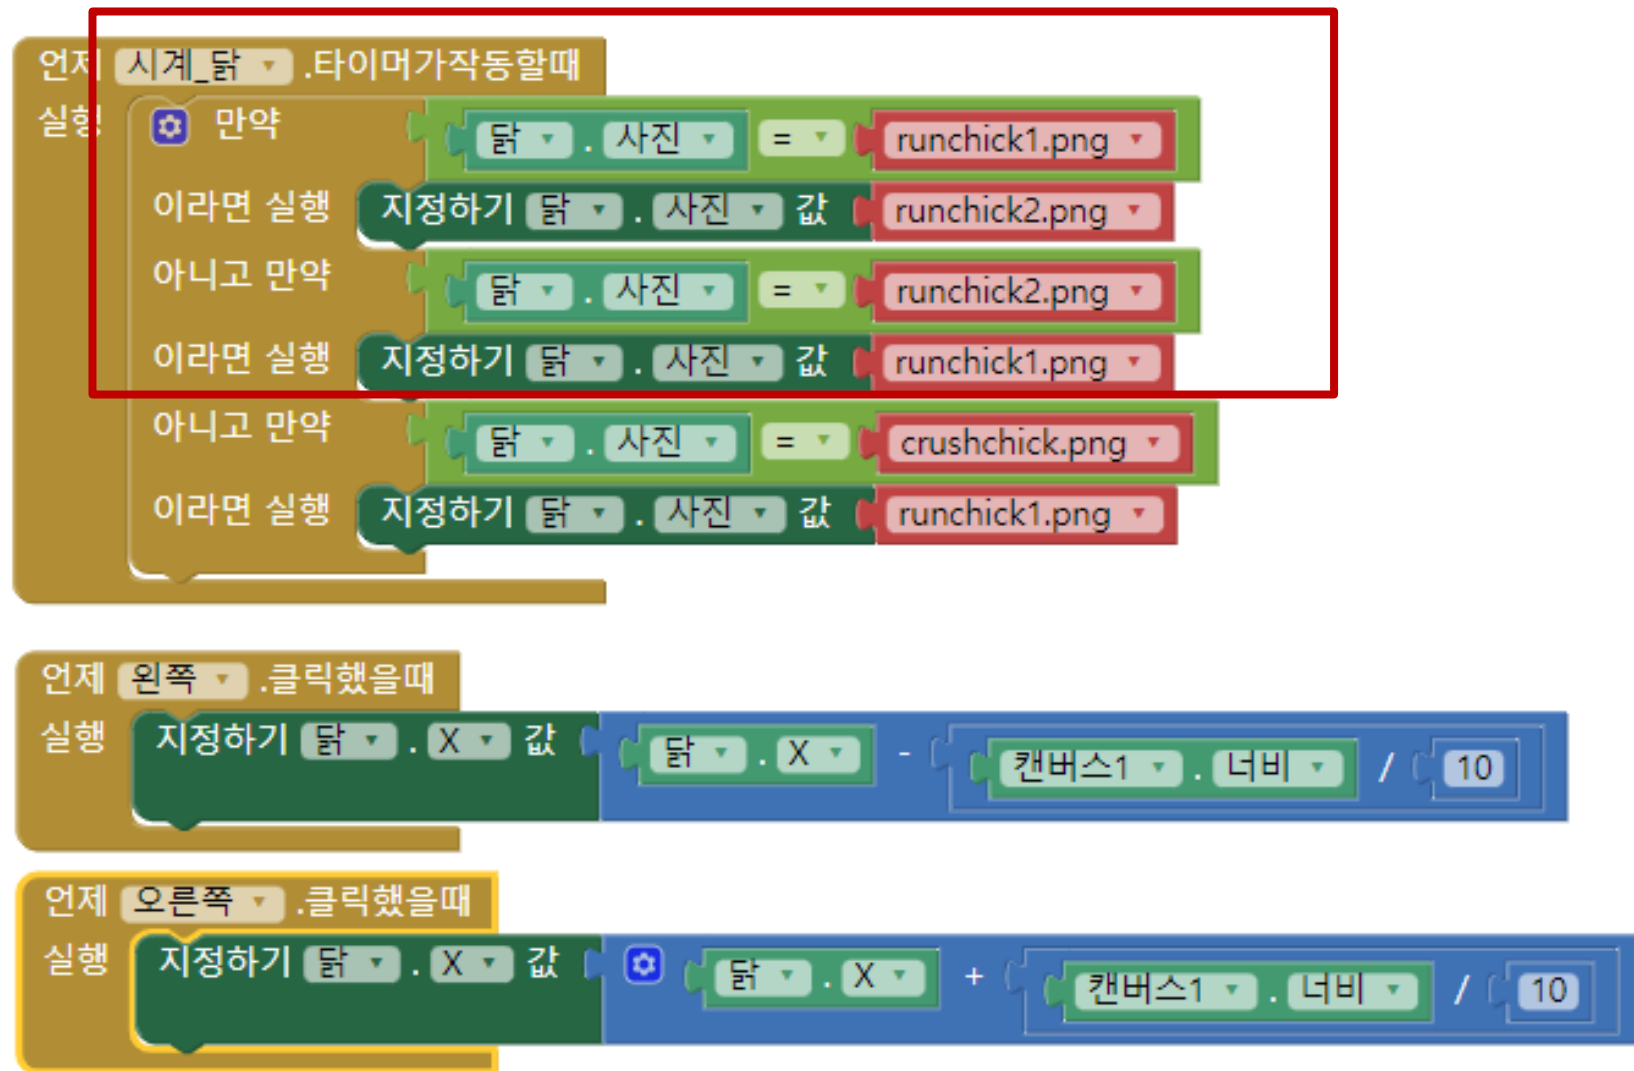 언제 시계_닭 .타이머가작동할때
실행 만약 닭 . 사진 = runchick1.png
이라면 실행 지정하기 닭 . 사진 값 runchick2.png
아니고 만약 닭 . 사진 = runchick2.png
이라면 실행 지정하기 닭 . 사진 값 runchick1.png
아니고 만약 닭 . 사진 = crushchick.png
이라면 실행 지정하기 닭 . 사진 값 runchick1.png
언제 왼쪽 .클릭했을때
실행 지정하기 닭 . X 값 닭 . X - 캔버스1 . 너비 / 10
언제 오른쪽 .클릭했을때
실행 지정하기 닭 . X 값 닭 . X + 캔버스1 . 너비 / 10